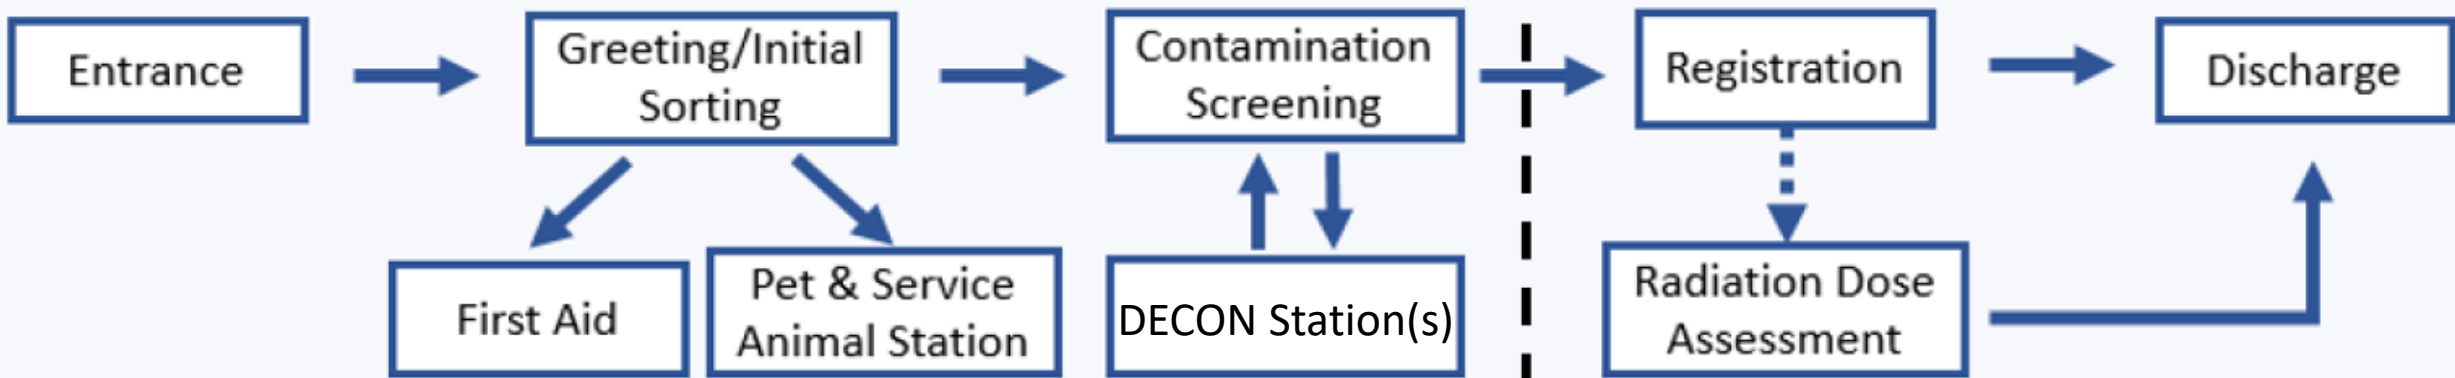 Entrance
Greeting/Initial
Sorting
Contamination
Screening
Registration
Discharge
First Aid
Pet & Service
Animal Station
DECON Station(s)
Radiation Dose
Assessment